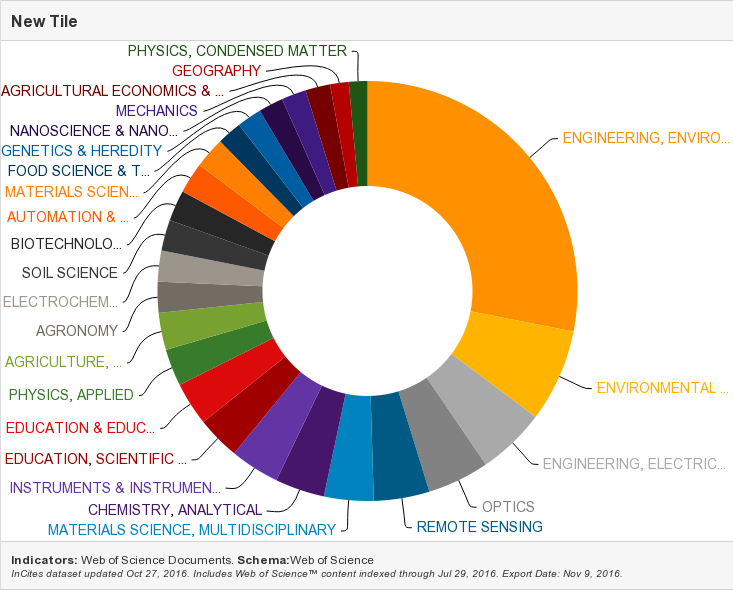 New Tile
PHYSICS, CONDENSED MATTER
GEOGRAPHY
AGRICULTURAL ECONOMICS & ...
MECHANICS
NANOSCIENCE & NANO...
GENETICS & HEREDITY
FOOD SCIENCE & T...
MATERIALS SCIEN...
AUTOMATION & ...
BIOTECHNOLO...
SOIL SCIENCE
ELECTROCHEM...
AGRONOMY
AGRICULTURE, ...
PHYSICS, APPLIED
EDUCATION & EDUC...
EDUCATION, SCIENTIFIC ...
INSTRUMENTS & INSTRUMEN...
CHEMISTRY, ANALYTICAL
MATERIALS SCIENCE, MULTIDISCIPLINARY
ENGINEERING, ENVIRO...
ENVIRONMENTAL ...
ENGINEERING, ELECTRIC...
OPTICS
REMOTE SENSING
Indicators: Web of Science Documents. Schema:Web of Science
InCites dataset updated Oct 27, 2016. Includes Web of Science™ content indexed through Jul 29, 2016. Export Date: Nov 9, 2016.